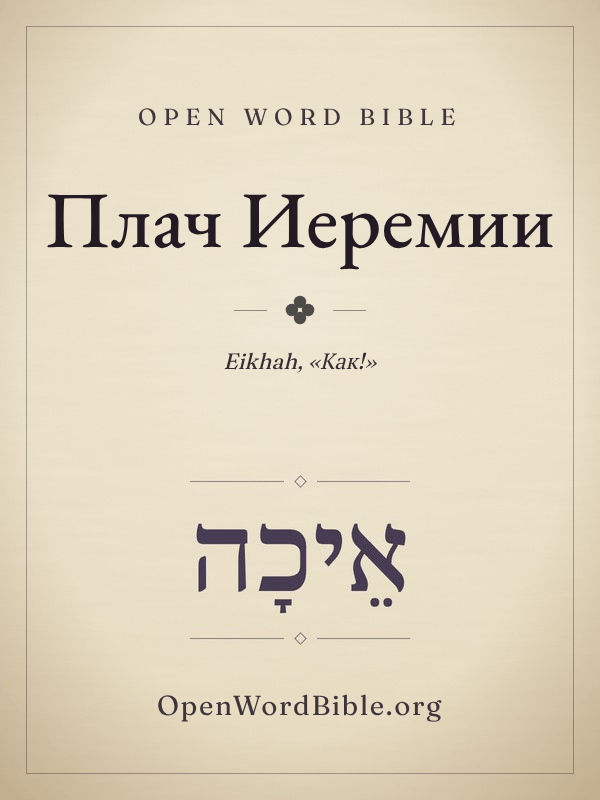 OPEN WORD BIBLE
Плач Иеремии
Eikhah, «Как!»
אֵיכָה
OpenWordBible.org